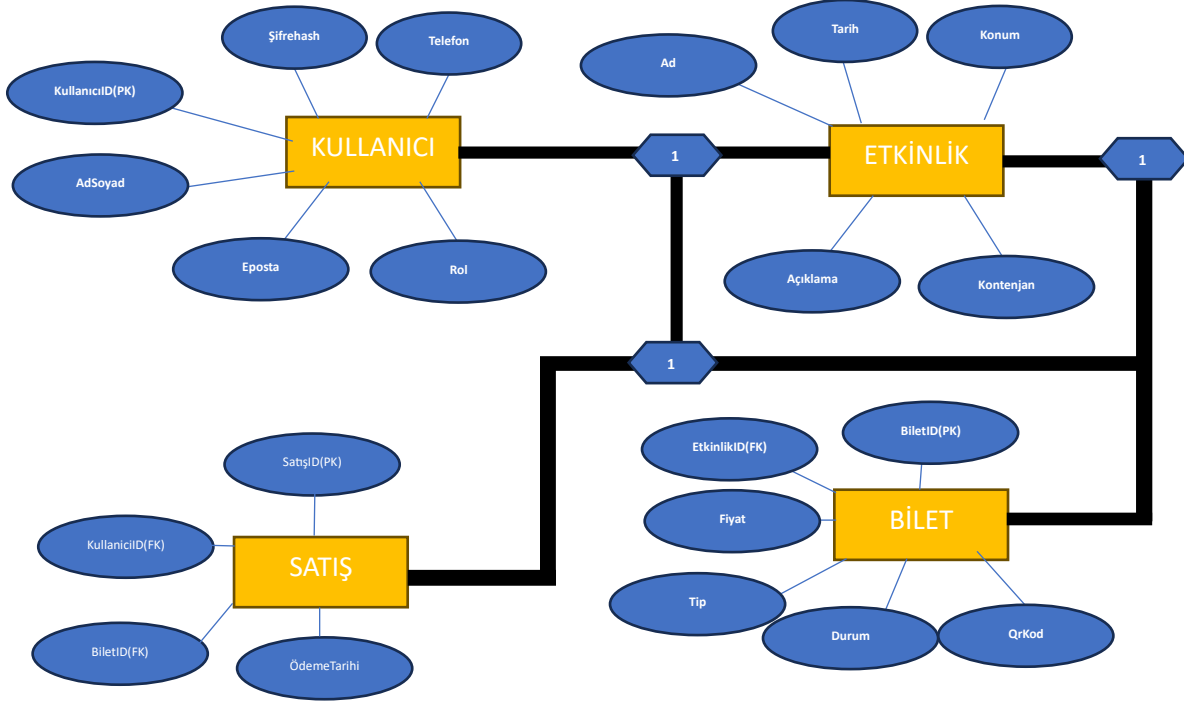 Şifrehash
Telefon
Tarih
Konum
Ad
KullanıcıID(PK)
KULLANICI
1
ETKİNLİK
1
AdSoyad
Eposta
Rol
Açıklama
Kontenjan
1
BiletID(PK)
EtkinlikID(FK)
SatışID(PK)
Fiyat
BİLET
KullaniciID(FK)
SATIŞ
Tip
Durum
QrKod
BiletID(FK)
ÖdemeTarihi